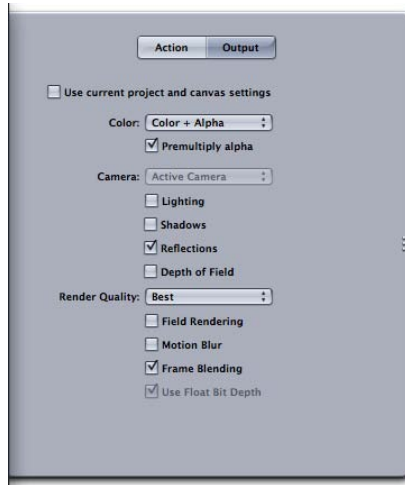 Action Output
Use current project and canvas settings
Color: Color + Alpha
Premultiply alpha
Camera: Active Camera
Lighting
Shadows
Reflections
Depth of Field
Render Quality: Best
Field Rendering
Motion Blur
Frame Blending
Use Float Bit Depth